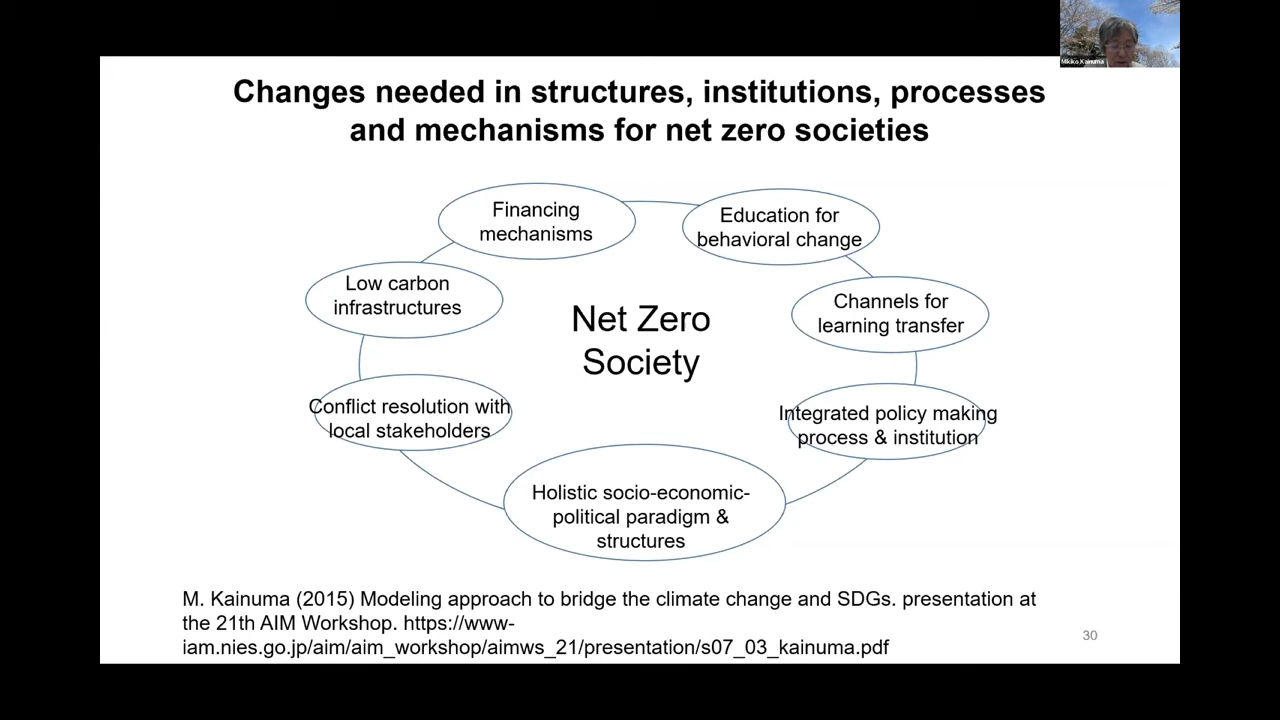 Mikiko Kainuma
Changes needed in structures, institutions, processes
and mechanisms for net zero societies
Financing
mechanisms
Education for
behavioral change
Low carbon
infrastructures
Channels for
learning transfer
Net Zero
Society
Conflict resolution with
local stakeholders
Integrated policy making
process & institution
Holistic socio-economic-
political paradigm &
structures
M. Kainuma (2015) Modeling approach to bridge the climate change and SDGs. presentation at
the 21th AIM Workshop. https://www-
iam.nies.go.jp/aim/aim_workshop/aimws_21/presentation/s07_03_kainuma.pdf
30